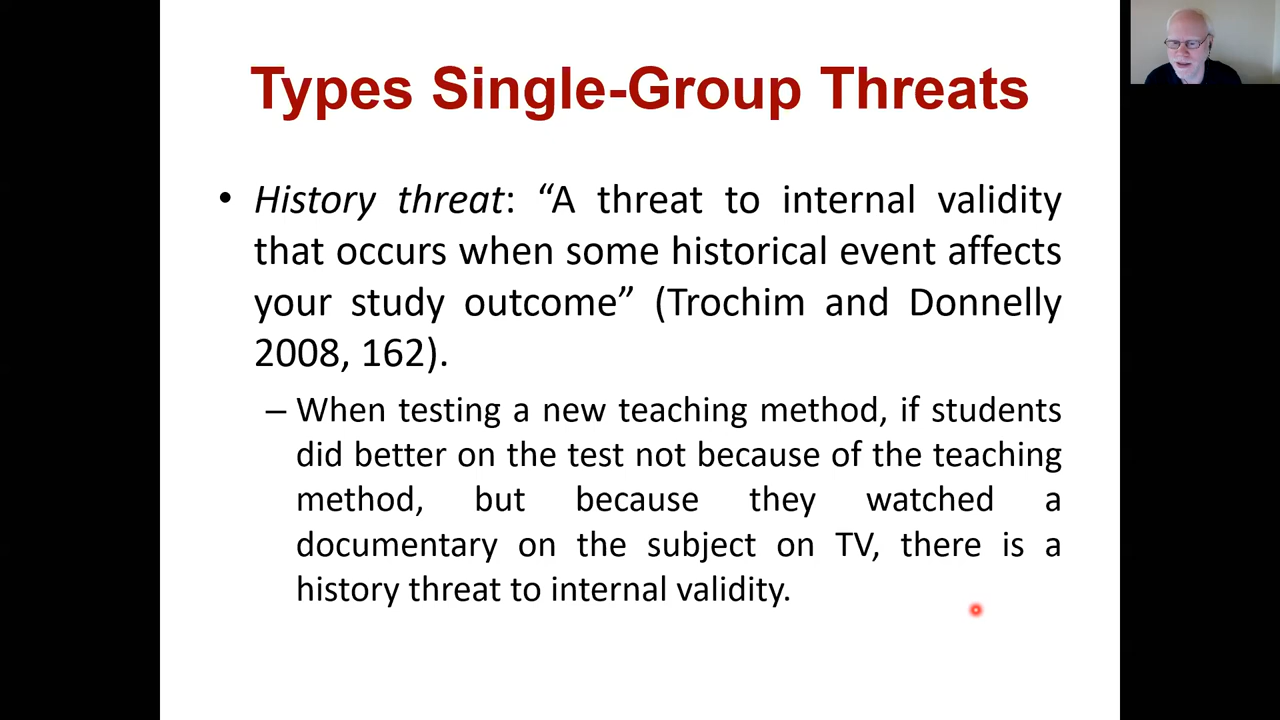 Types Single-Group Threats
• History threat: “A threat to internal validity
that occurs when some historical event affects
your study outcome” (Trochim and Donnelly
2008, 162).
– When testing a new teaching method, if students
did better on the test not because of the teaching
method, but because they watched a
documentary on the subject on TV, there is a
history threat to internal validity.